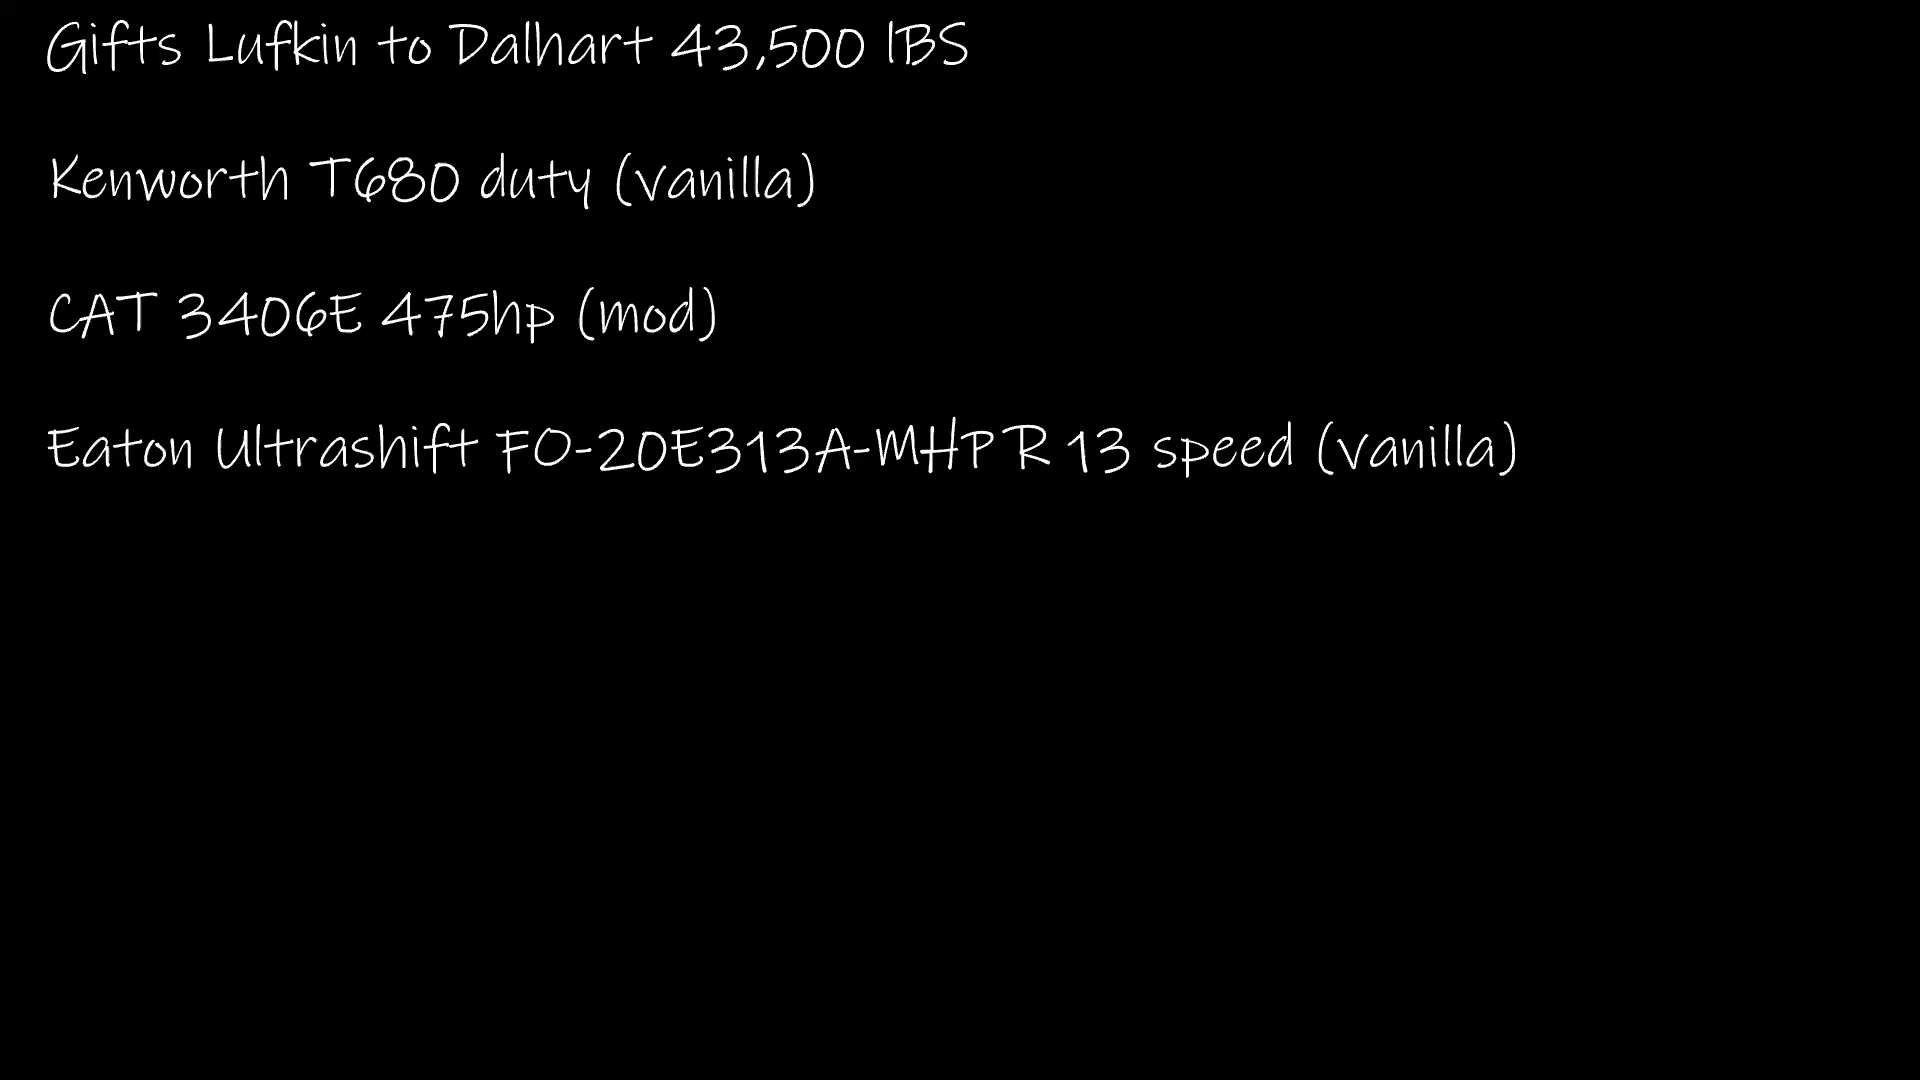 Gifts Lufkin to Dalhart 43,500 lBS
Kenworth T680 duty (vanilla)
CAT 3406E 475hp (mod)
Eaton Ultrashift FO-20E313A-MHP R 13 speed (vanilla)